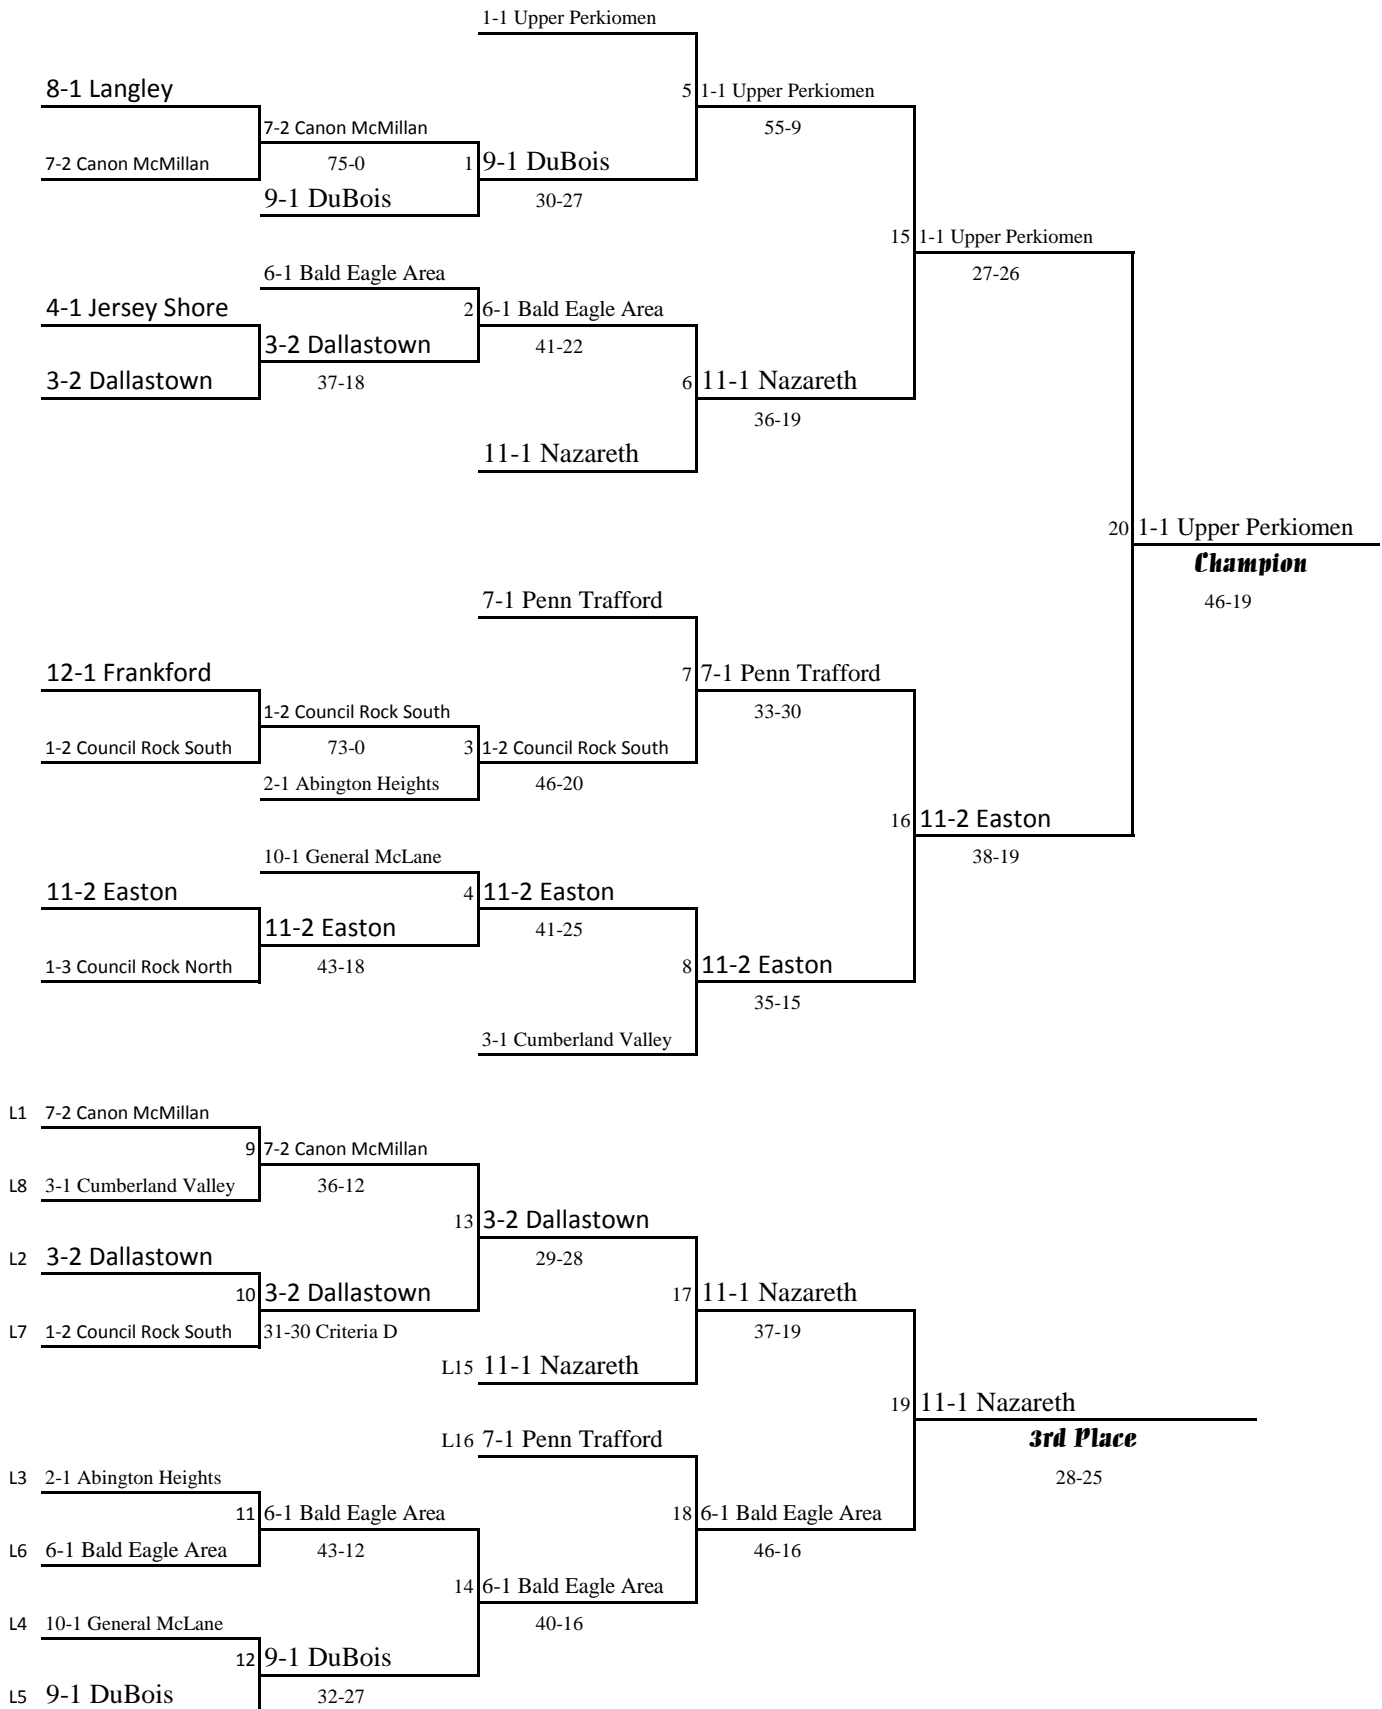 1-1 Upper Perkiomen
8-1 Langley
5 1-1 Upper Perkiomen
7-2 Canon McMillan
55-9
7-2 Canon McMillan
75-0
1 9-1 DuBois
9-1 DuBois
30-27
15 1-1 Upper Perkiomen
6-1 Bald Eagle Area
27-26
4-1 Jersey Shore
2 6-1 Bald Eagle Area
3-2 Dallastown
41-22
3-2 Dallastown
37-18
6 11-1 Nazareth
36-19
11-1 Nazareth
20 1-1 Upper Perkiomen
Champion
7-1 Penn Trafford
46-19
12-1 Frankford
7 7-1 Penn Trafford
1-2 Council Rock South
33-30
1-2 Council Rock South
73-0
3 1-2 Council Rock South
2-1 Abington Heights
46-20
16 11-2 Easton
10-1 General McLane
38-19
11-2 Easton
4 11-2 Easton
11-2 Easton
41-25
1-3 Council Rock North
43-18
8 11-2 Easton
35-15
3-1 Cumberland Valley
L1 7-2 Canon McMillan
9 7-2 Canon McMillan
L8 3-1 Cumberland Valley
36-12
13 3-2 Dallastown
L2 3-2 Dallastown
29-28
10 3-2 Dallastown
17 11-1 Nazareth
L7 1-2 Council Rock South
31-30 Criteria D
37-19
L15 11-1 Nazareth
19 11-1 Nazareth
L16 7-1 Penn Trafford
3rd Place
L3 2-1 Abington Heights
28-25
11 6-1 Bald Eagle Area
18 6-1 Bald Eagle Area
L6 6-1 Bald Eagle Area
43-12
46-16
14 6-1 Bald Eagle Area
L4 10-1 General McLane
40-16
12 9-1 DuBois
L5 9-1 DuBois
32-27